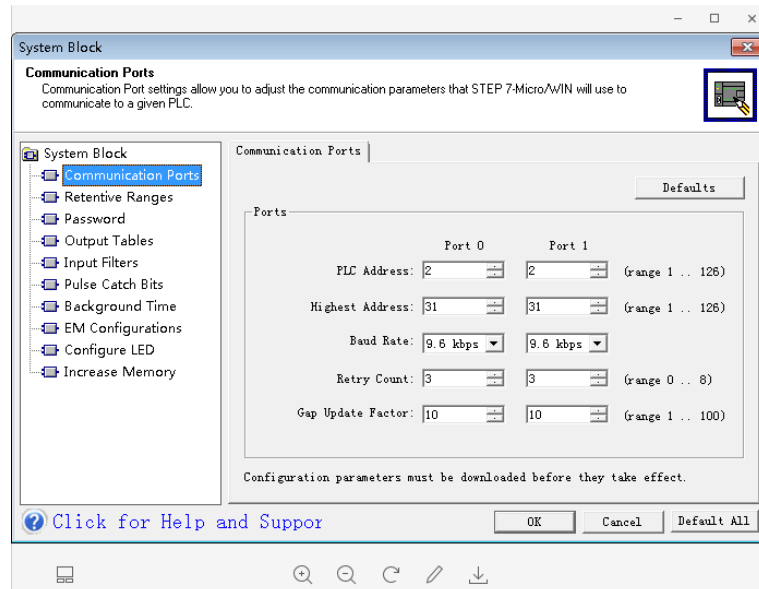 System Block
Communication Ports
Communication Port settings allow you to adjust the communication parameters that STEP 7-Micro/WIN will use to
communicate to a given PLC.
System Block
Communication Ports
Retentive Ranges
Password
Output Tables
Input Filters
Pulse Catch Bits
Background Time
EM Configurations
Configure LED
Increase Memory
Communication Ports
Defaults
Ports
Port 0 Port 1
PLC Address: 2 2 (range 1 .. 126)
Highest Address: 31 31 (range 1 .. 126)
Baud Rate: 9.6 kbps 9.6 kbps
Retry Count: 3 3 (range 0 .. 8)
Gap Update Factor: 10 10 (range 1 .. 100)
Configuration parameters must be downloaded before they take effect.
Click for Help and Suppor
OK Cancel Default All